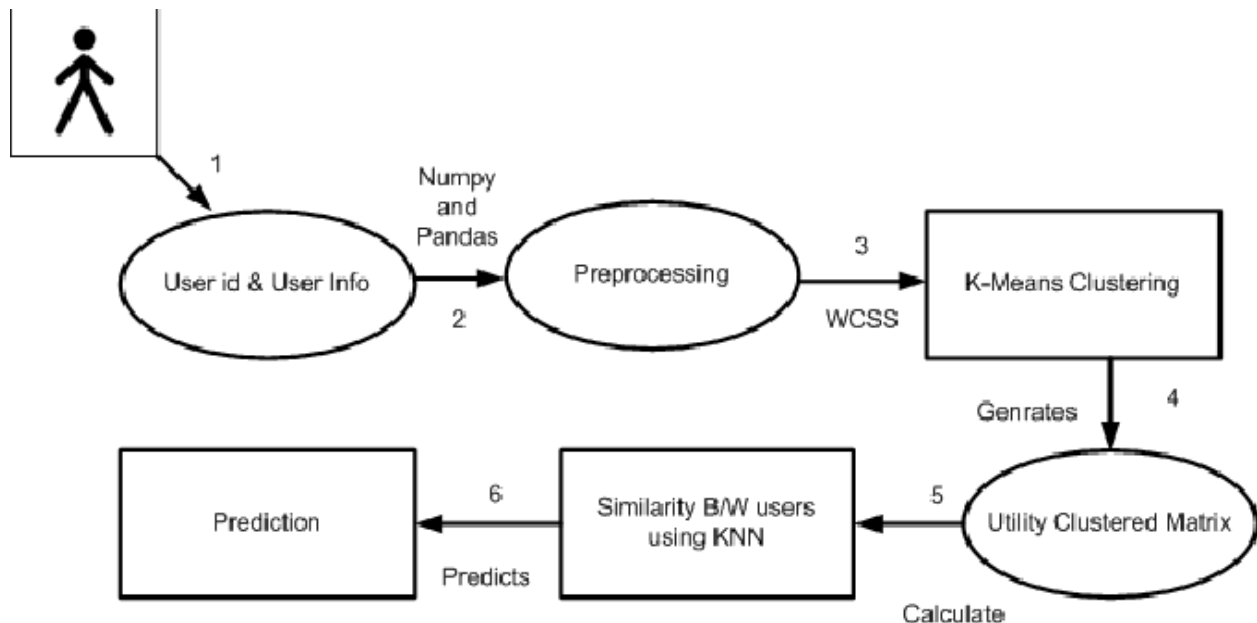 1
User id & User Info
Numpy
and
Pandas
2
Preprocessing
3
WCSS
K-Means Clustering
4
Genrates
Utility Clustered Matrix
5
Calculate
Similarity B/W users
using KNN
6
Predicts
Prediction